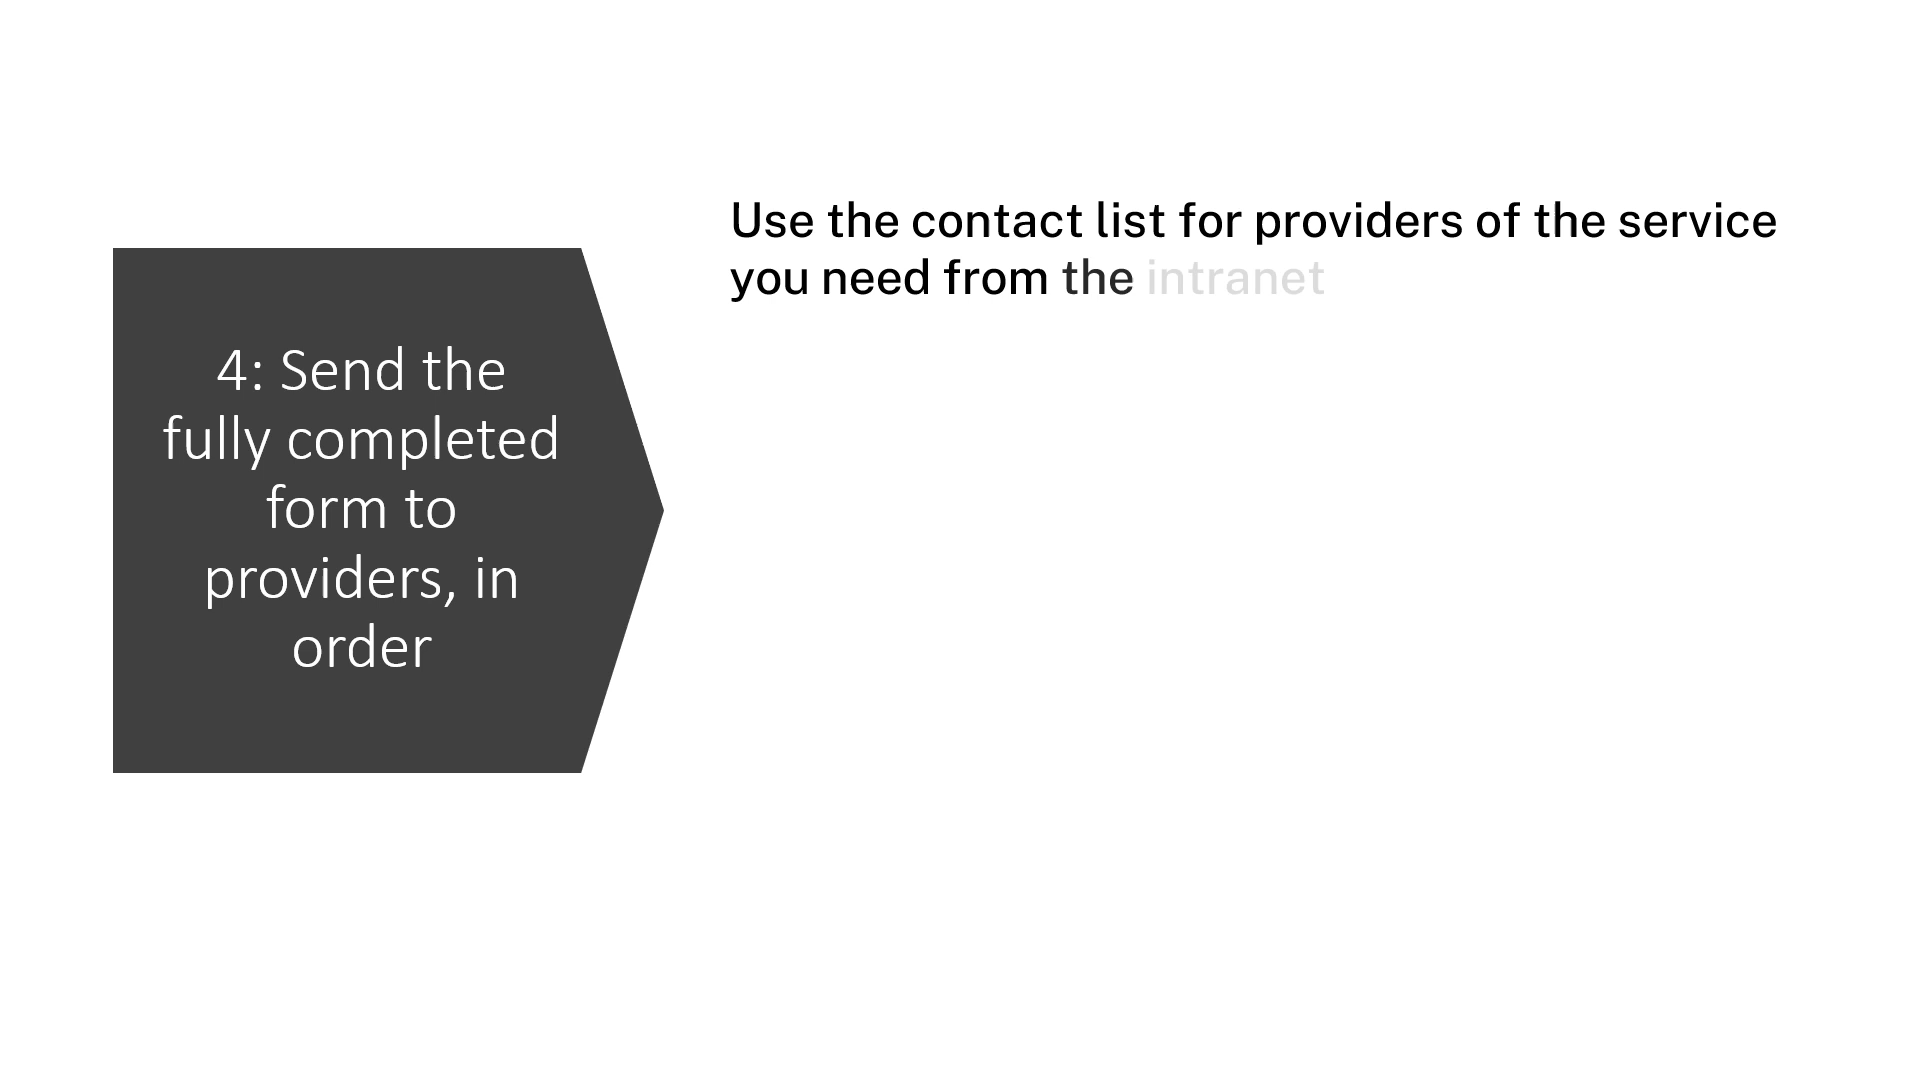 4: Send the
fully completed
form to
providers, in
order
Use the contact list for providers of the service
you need from the intranet